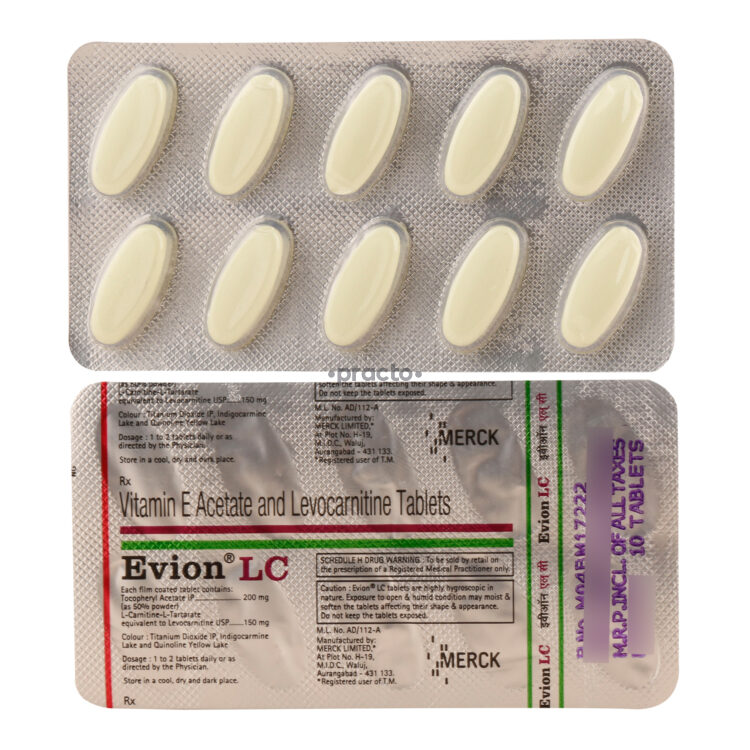 •practo•
(as 50% powder)
L-Carnitine-L-Tartarate
equivalent to Levocarnitine USP......150 mg
Colour : Titanium Dioxide IP, Indigocarmine
Lake and Quinoline Yellow Lake
Dosage : 1 to 2 tablets daily or as
directed by the Physician.
Store in a cool, dry and dark place.
soften the tablets affecting their shape & appearance.
Do not keep the tablets exposed.
M.L. No. AD/112-A
Manufactured by:
MERCK LIMITED,*
At Plot No. H-19,
M.I.D.C, Waluj,
Aurangabad - 431 133.
*Registered user of T.M.
MERCK
Rx
Vitamin E Acetate and Levocarnitine Tablets
Evion® LC
Each film coated tablet contains:
Tocopheryl Acetate IP.................. 200 mg
(as 50% powder)
L-Carnitine-L-Tartarate
equivalent to Levocarnitine USP......150 mg
Colour : Titanium Dioxide IP, Indigocarmine
Lake and Quinoline Yellow Lake
Dosage : 1 to 2 tablets daily or as
directed by the Physician.
Store in a cool, dry and dark place.
Rx
SCHEDULE H DRUG WARNING : To be sold by retail on
the prescription of a Registered Medical Practitioner only.
Caution : Evion® LC tablets are highly hygroscopic in
nature. Exposure to open & humid condition may moist &
soften the tablets affecting their shape & appearance.
Do not keep the tablets exposed.
M.L. No. AD/112-A
Manufactured by:
MERCK LIMITED,*
At Plot No. H-19,
M.I.D.C, Waluj,
Aurangabad - 431 133.
*Registered user of T.M.
MERCK
Evion LC इवीऑन एल सी Evion LC इवीऑन एल सी
M.R.P.INCL. OF ALL TAXES
10 TABLETS